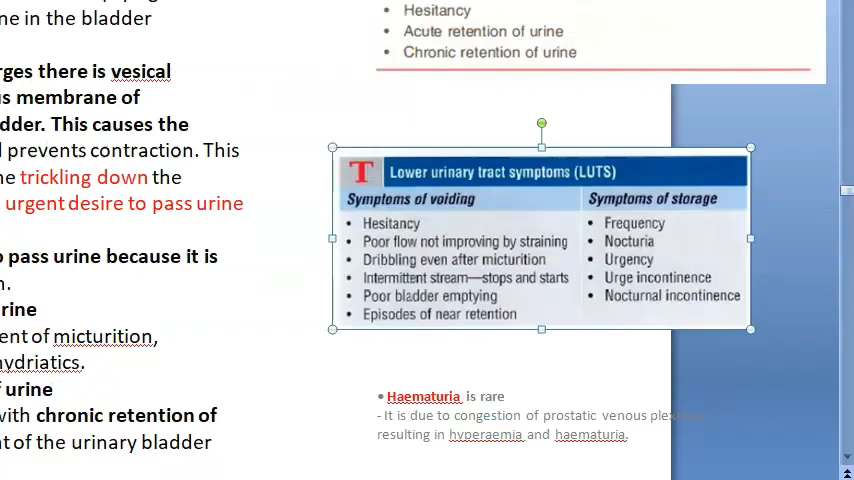 ne in the bladder
rges there is vesical
us membrane of
dder. This causes the
prevents contraction. This
ne trickling down the
urgent desire to pass urine
o pass urine because it is
n.
urine
ent of micturition,
hydriatics.
f urine
with chronic retention of
nt of the urinary bladder
• Hesitancy
• Acute retention of urine
• Chronic retention of urine
T Lower urinary tract symptoms (LUTS)
Symptoms of voiding
• Hesitancy
• Poor flow not improving by straining
• Dribbling even after micturition
• Intermittent stream—stops and starts
• Poor bladder emptying
• Episodes of near retention
Symptoms of storage
• Frequency
• Nocturia
• Urgency
• Urge incontinence
• Nocturnal incontinence
• Haematuria is rare
- It is due to congestion of prostatic venous
resulting in hyperaemia and haematuria.